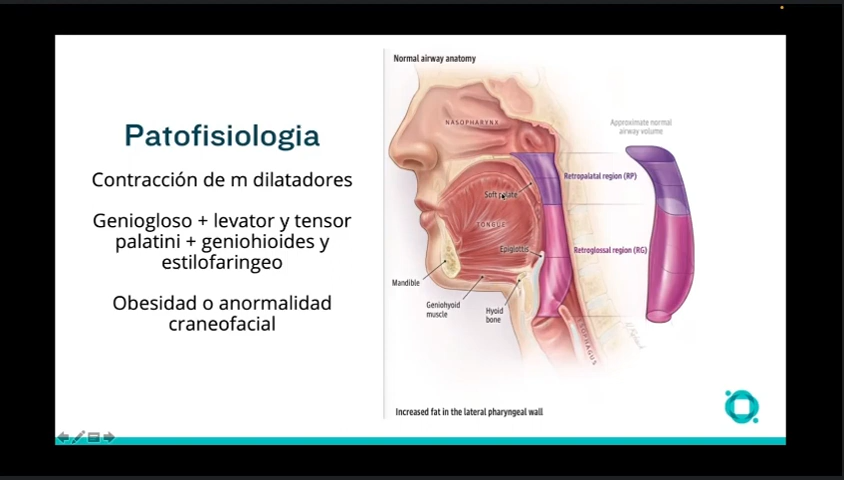 Patofisiologia
Contracción de m dilatadores
Geniogloso + levator y tensor
palatini + geniohioides y
estilofaringeo
Obesidad o anormalidad
craneofacial
Normal airway anatomy
NASOPHARYNX
Approximate normal
airway volume
Retropalatal region (RP)
Soft palate
TONGUE
Epiglottis
Retroglossal region (RG)
Mandible
Geniohyoid
muscle
Hyoid
bone
ESOPHAGUS
Increased fat in the lateral pharyngeal wall